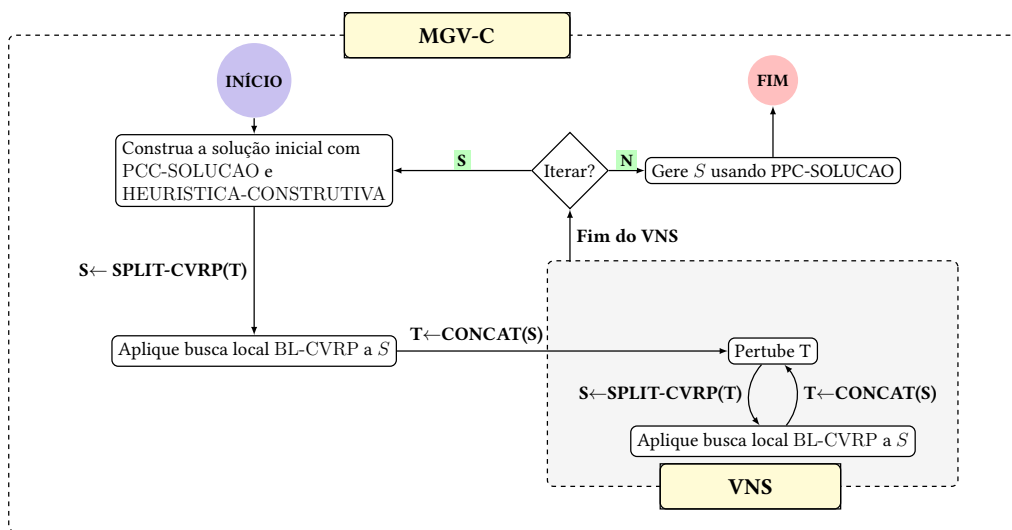 MGV-C
INÍCIO
FIM
Construa a solução inicial com
PCC-SOLUCAO e
HEURISTICA-CONSTRUTIVA
S
Iterar?
N
Gere S usando PPC-SOLUCAO
Fim do VNS
S← SPLIT-CVRP(T)
T←CONCAT(S)
Aplique busca local BL-CVRP a S
Pertube T
S←SPLIT-CVRP(T)
T←CONCAT(S)
Aplique busca local BL-CVRP a S
VNS